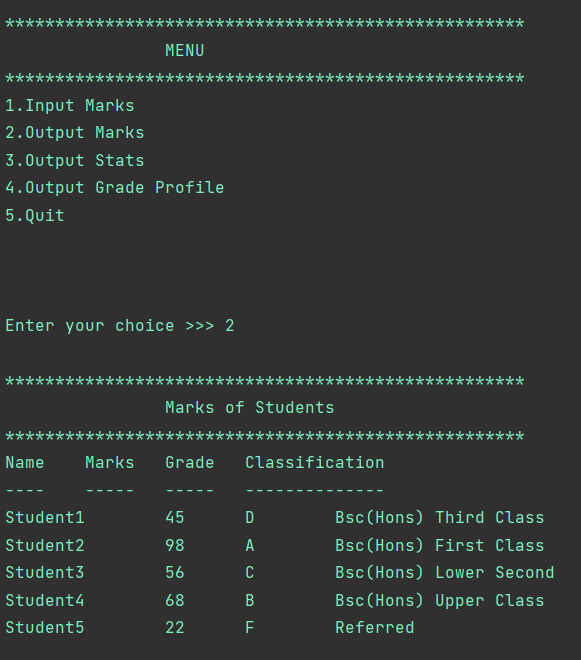 ****************************************************
                MENU
****************************************************
1.Input Marks
2.Output Marks
3.Output Stats
4.Output Grade Profile
5.Quit
Enter your choice >>> 2
****************************************************
                Marks of Students
****************************************************
Name    Marks   Grade   Classification
----    -----   -----   --------------
Student1        45      D        Bsc(Hons) Third Class
Student2        98      A        Bsc(Hons) First Class
Student3        56      C        Bsc(Hons) Lower Second
Student4        68      B        Bsc(Hons) Upper Class
Student5        22      F        Referred